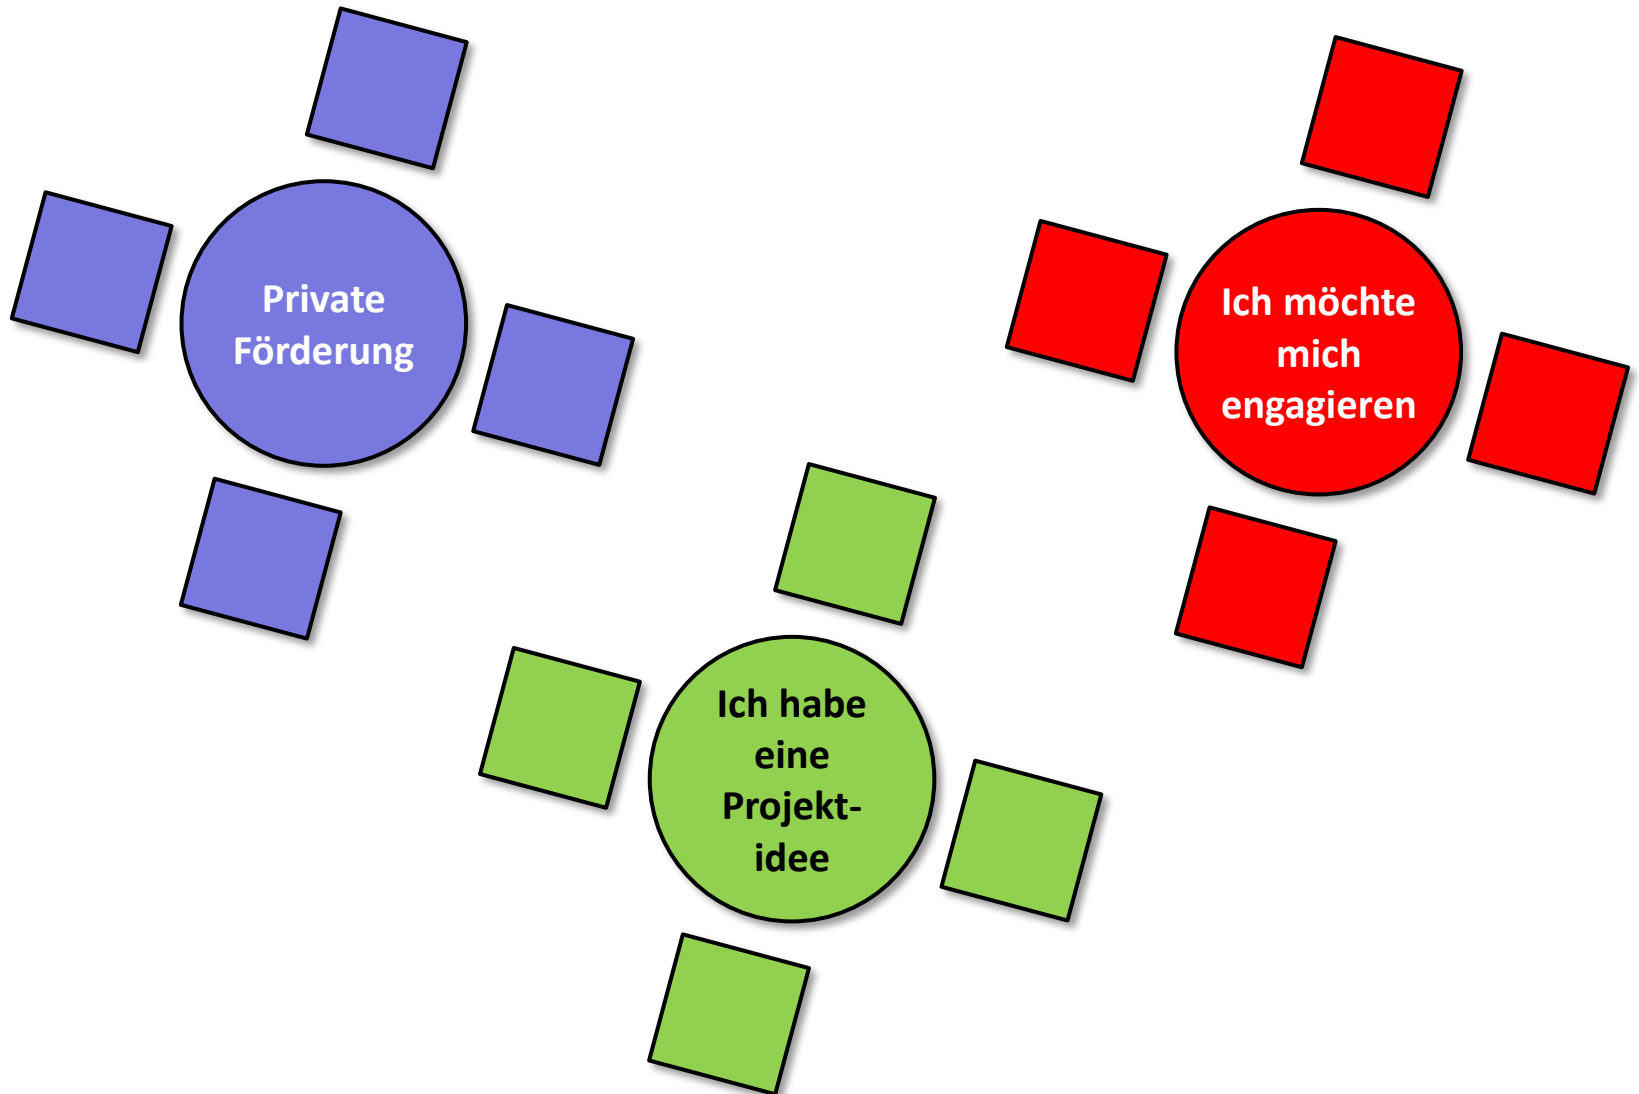 Private
Förderung
Ich möchte
mich
engagieren
Ich habe
eine
Projekt-
idee